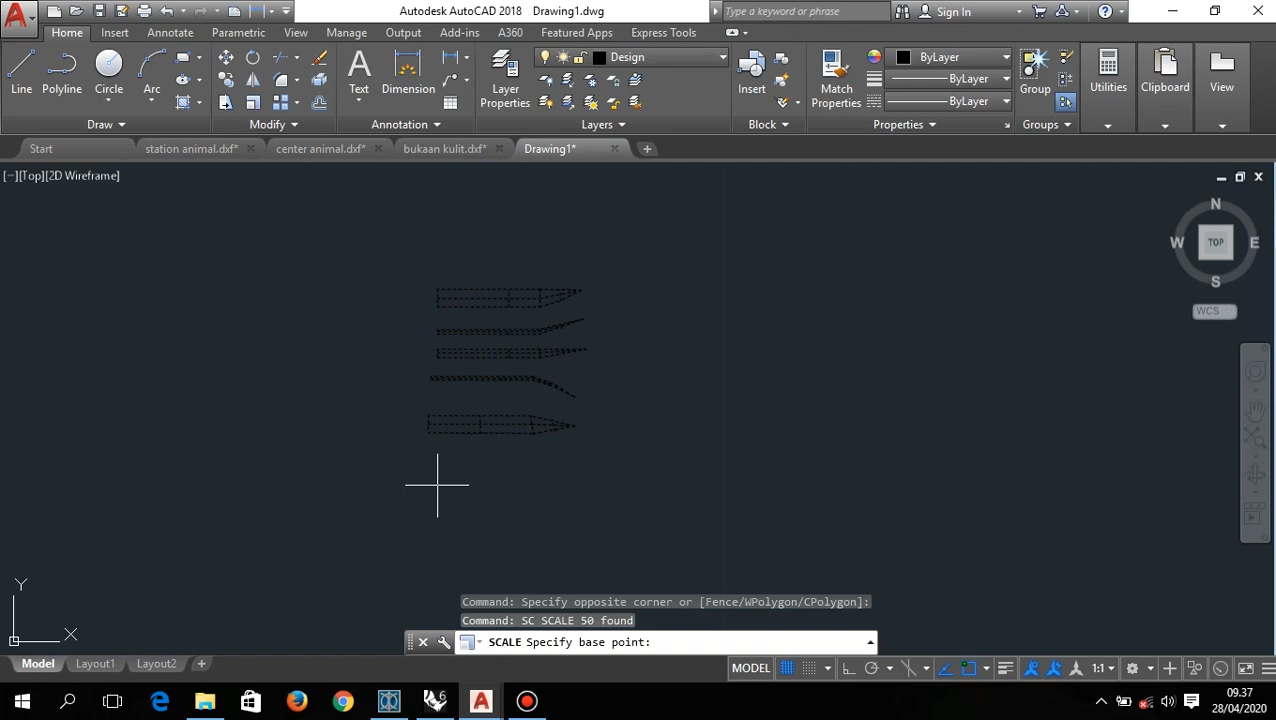 Autodesk AutoCAD 2018 Drawing1.dwg
Type a keyword or phrase
Sign In
Home Insert Annotate Parametric View Manage Output Add-ins A360 Featured Apps Express Tools
Line Polyline Circle Arc
Text Dimension
Layer
Properties
Design
Insert
Match
Properties
ByLayer
ByLayer
ByLayer
Group
Utilities Clipboard View
Draw Modify Annotation Layers Block Properties Groups
Start station animal.dxf* center animal.dxf* bukaan kulit.dxf* Drawing1*
[−][Top][2D Wireframe]
N
W TOP E
S
WCS
Y
X
Command: Specify opposite corner or [Fence/WPolygon/CPolygon]:
Command: SC SCALE 50 found
SCALE Specify base point:
Model Layout1 Layout2
MODEL 1:1
09.37
28/04/2020